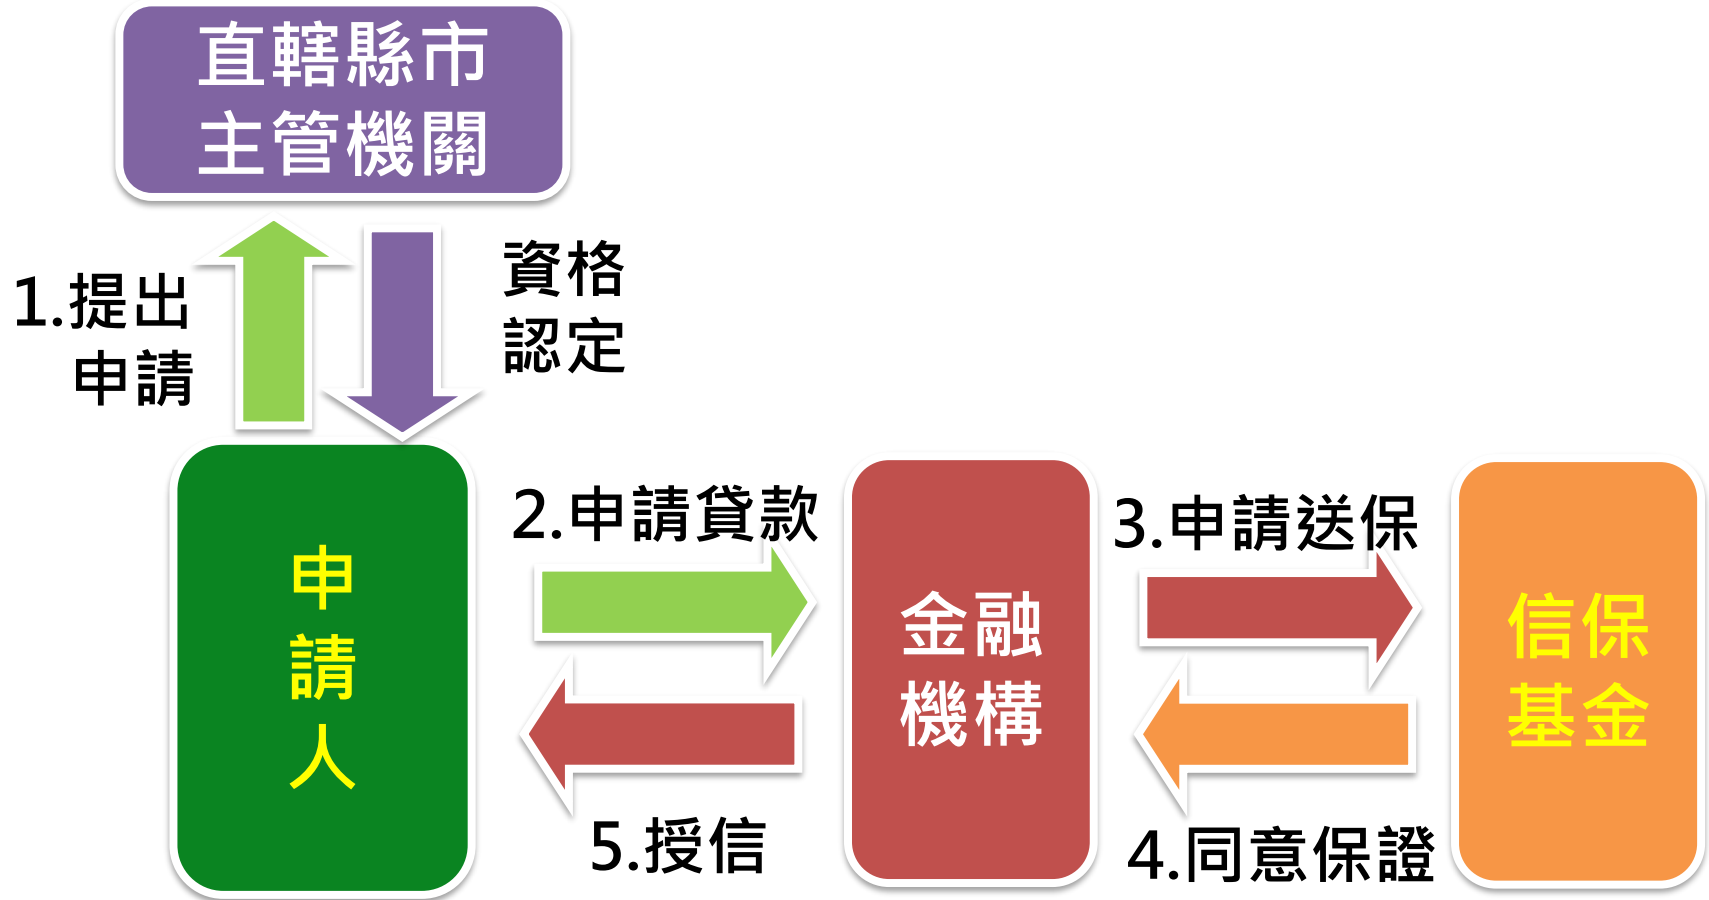 直轄縣市
主管機關
1.提出
申請
資格
認定
申
請
人
2.申請貸款
5.授信
金融
機構
3.申請送保
4.同意保證
信保
基金